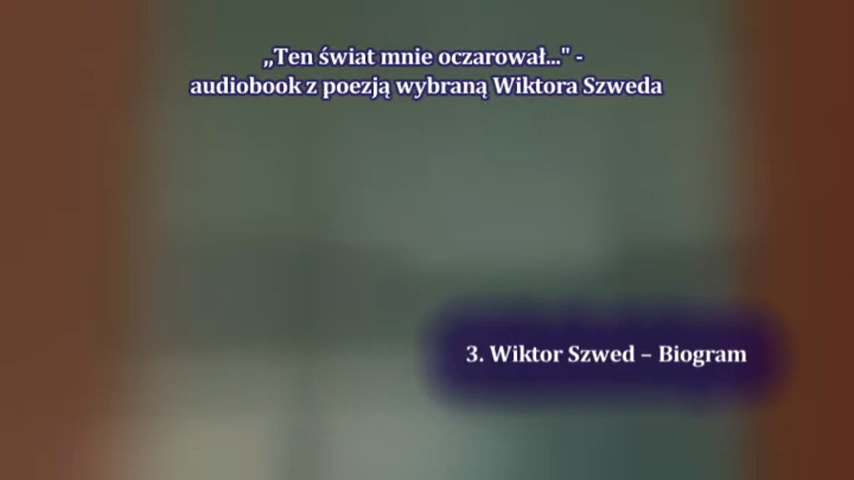 „Ten świat mnie oczarował..." -
audiobook z poezją wybraną Wiktora Szweda
3. Wiktor Szwed – Biogram